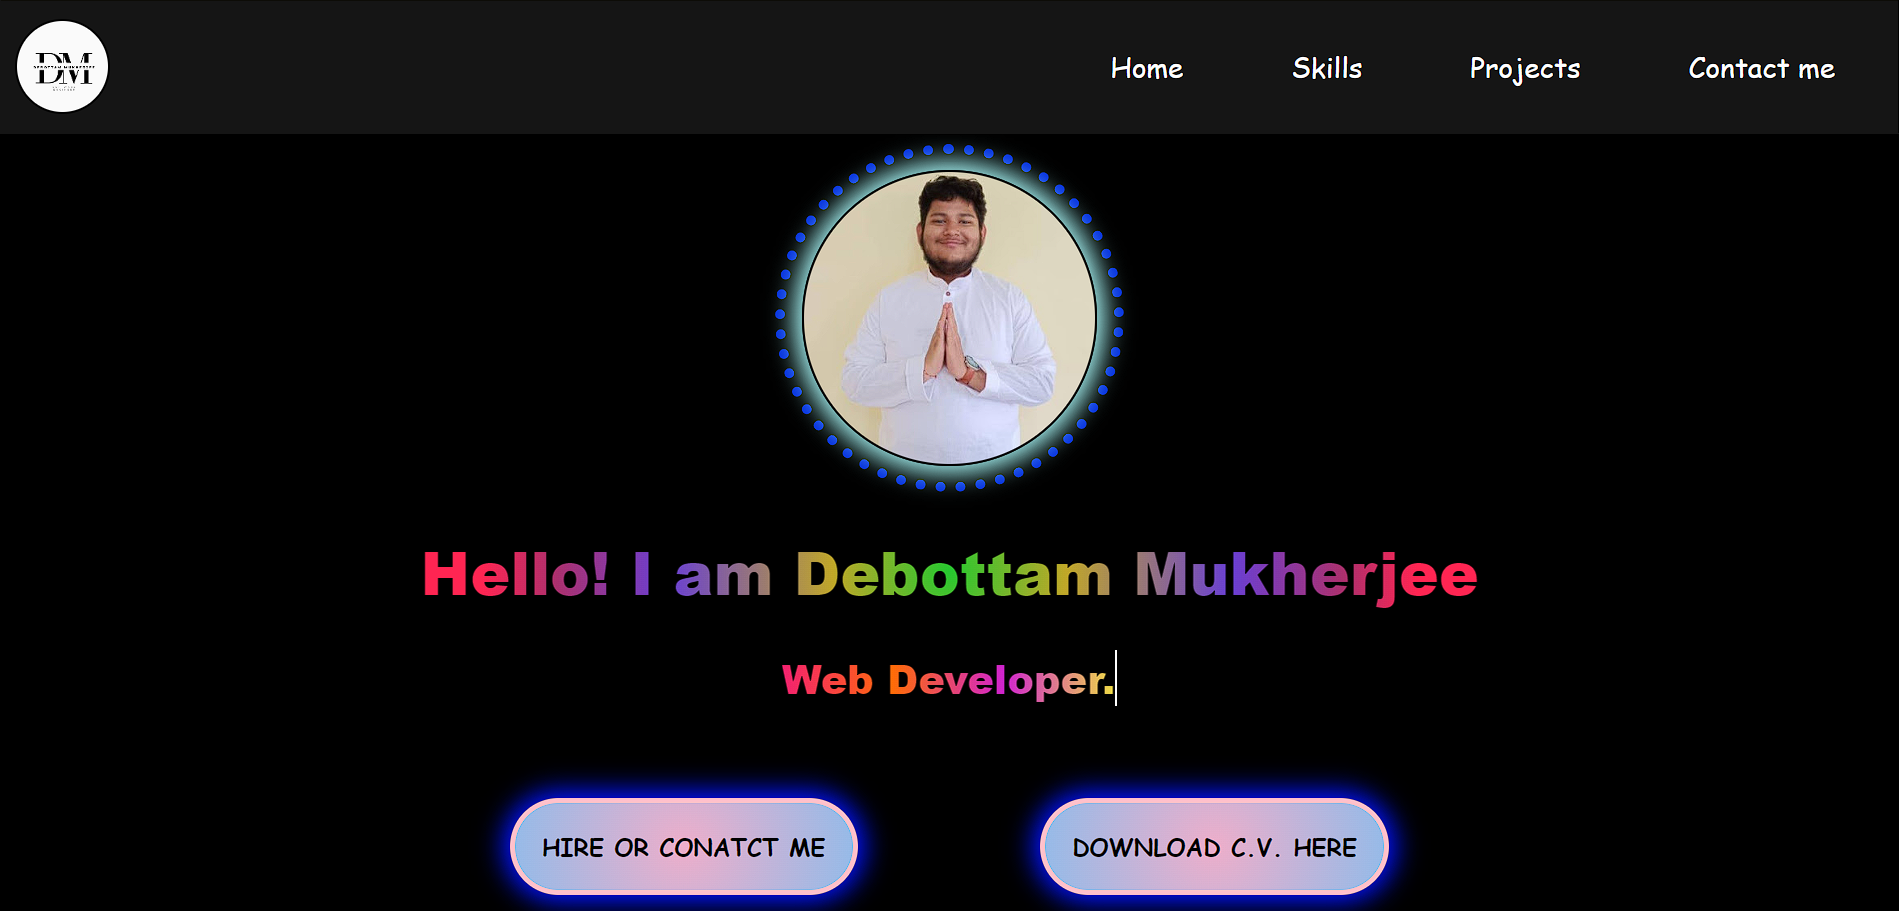 DM
Home Skills Projects Contact me
Hello! I am Debottam Mukherjee
Web Developer.
HIRE OR CONATCT ME
DOWNLOAD C.V. HERE